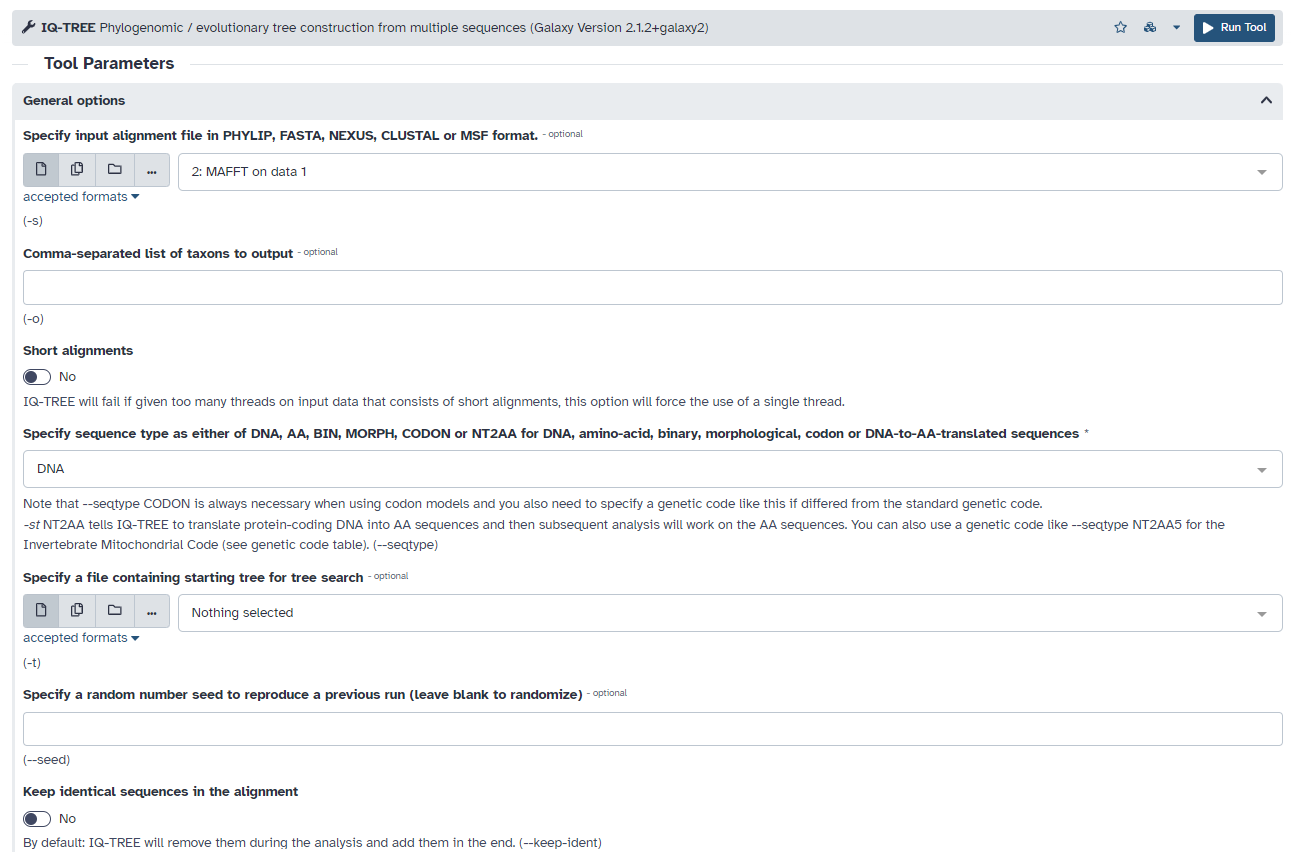 IQ-TREE Phylogenomic / evolutionary tree construction from multiple sequences (Galaxy Version 2.1.2+galaxy2)
Run Tool
Tool Parameters
General options
Specify input alignment file in PHYLIP, FASTA, NEXUS, CLUSTAL or MSF format. - optional
...
2: MAFFT on data 1
accepted formats
(-s)
Comma-separated list of taxons to output - optional
(-o)
Short alignments
No
IQ-TREE will fail if given too many threads on input data that consists of short alignments, this option will force the use of a single thread.
Specify sequence type as either of DNA, AA, BIN, MORPH, CODON or NT2AA for DNA, amino-acid, binary, morphological, codon or DNA-to-AA-translated sequences *
DNA
Note that --seqtype CODON is always necessary when using codon models and you also need to specify a genetic code like this if differed from the standard genetic code.
-st NT2AA tells IQ-TREE to translate protein-coding DNA into AA sequences and then subsequent analysis will work on the AA sequences. You can also use a genetic code like --seqtype NT2AA5 for the
Invertebrate Mitochondrial Code (see genetic code table). (--seqtype)
Specify a file containing starting tree for tree search - optional
...
Nothing selected
accepted formats
(-t)
Specify a random number seed to reproduce a previous run (leave blank to randomize) - optional
(--seed)
Keep identical sequences in the alignment
No
By default: IQ-TREE will remove them during the analysis and add them in the end. (--keep-ident)